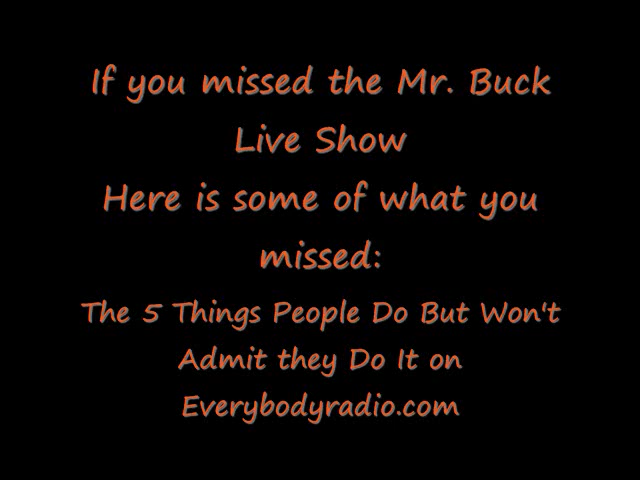 If you missed the Mr. Buck
Live Show
Here is some of what you
missed:
The 5 Things People Do But Won't
Admit they Do It on
Everybodyradio.com